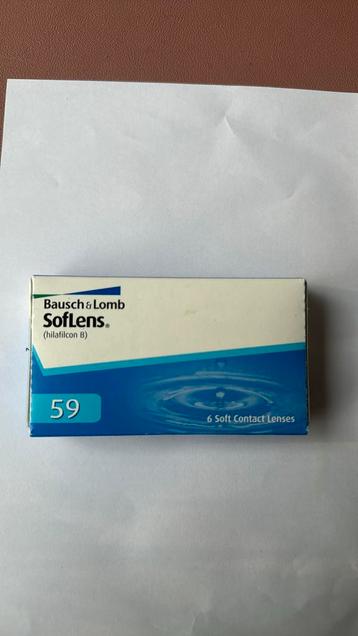 Bausch & Lomb
SofLens®
(hilafilcon B)
59
6 Soft Contact Lenses